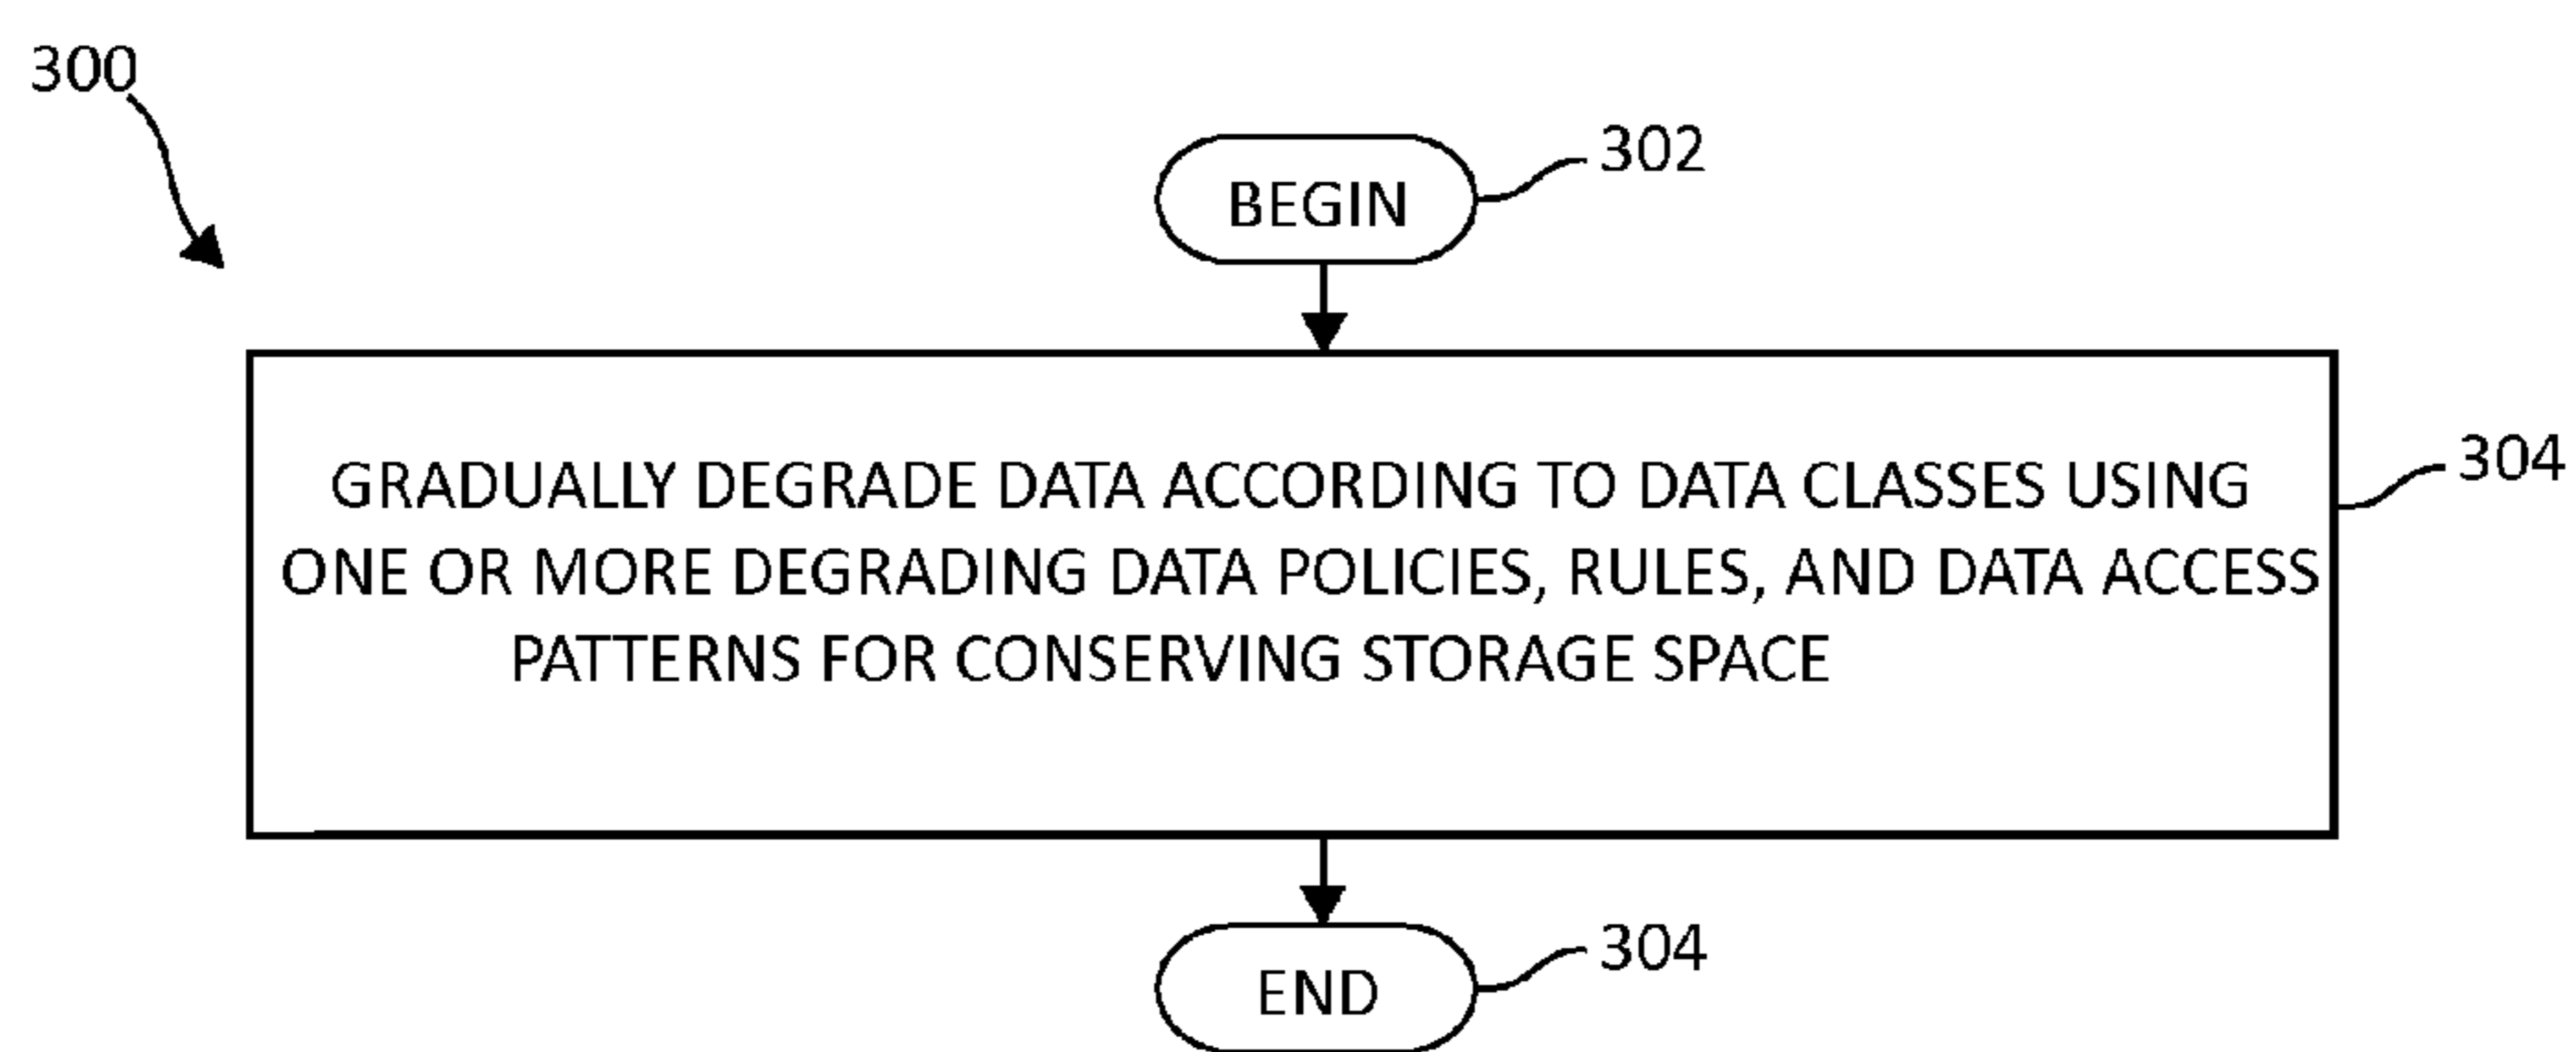 300
302
BEGIN
GRADUALLY DEGRADE DATA ACCORDING TO DATA CLASSES USING
304
ONE OR MORE DEGRADING DATA POLICIES, RULES, AND DATA ACCESS
PATTERNS FOR CONSERVING STORAGE SPACE
304
END